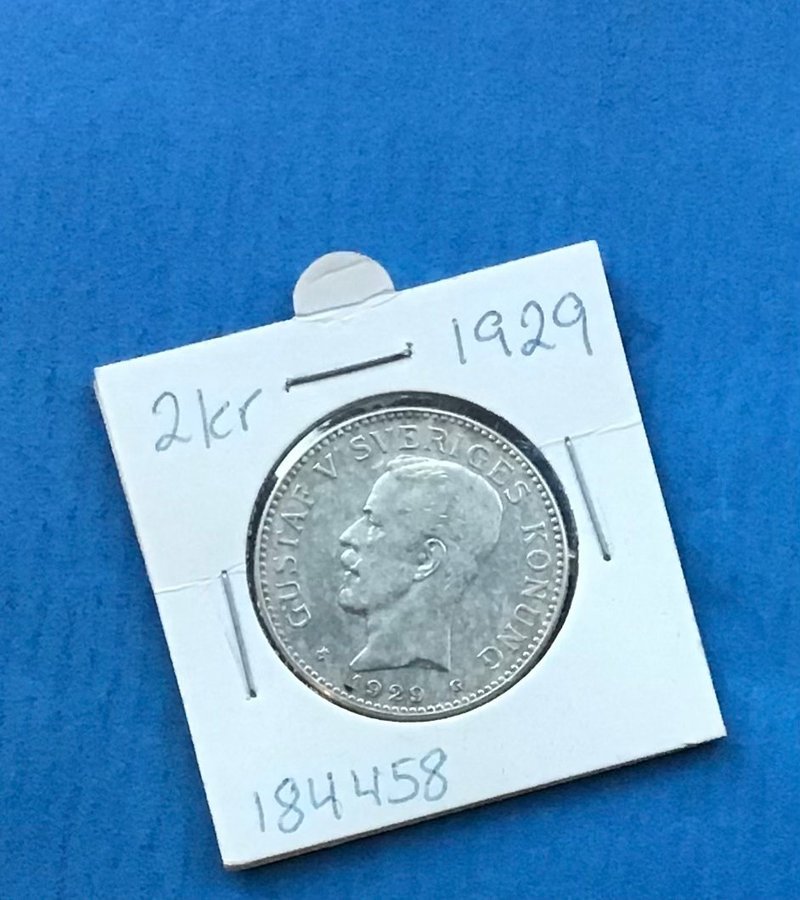 2kr 1929
GUSTAF V SVERIGES KONUNG
1929 G
184458